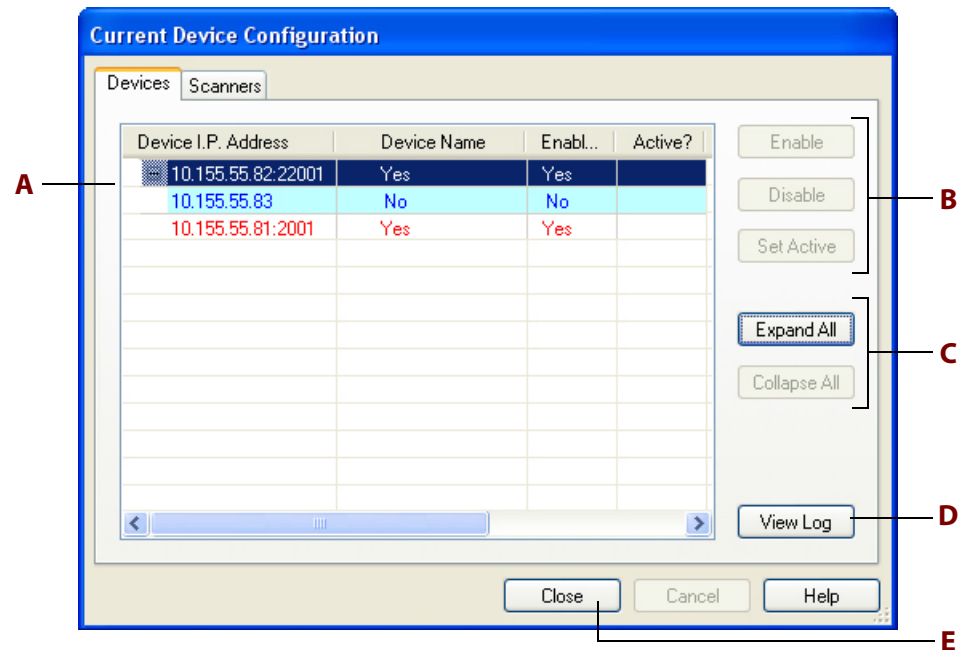 Current Device Configuration
Devices Scanners
Device I.P. Address Device Name Enabl... Active?
10.155.55.82:22001 Yes Yes
10.155.55.83 No No
10.155.55.81:2001 Yes Yes
Enable
Disable
Set Active
Expand All
Collapse All
View Log
Close Cancel Help
A
B
C
D
E